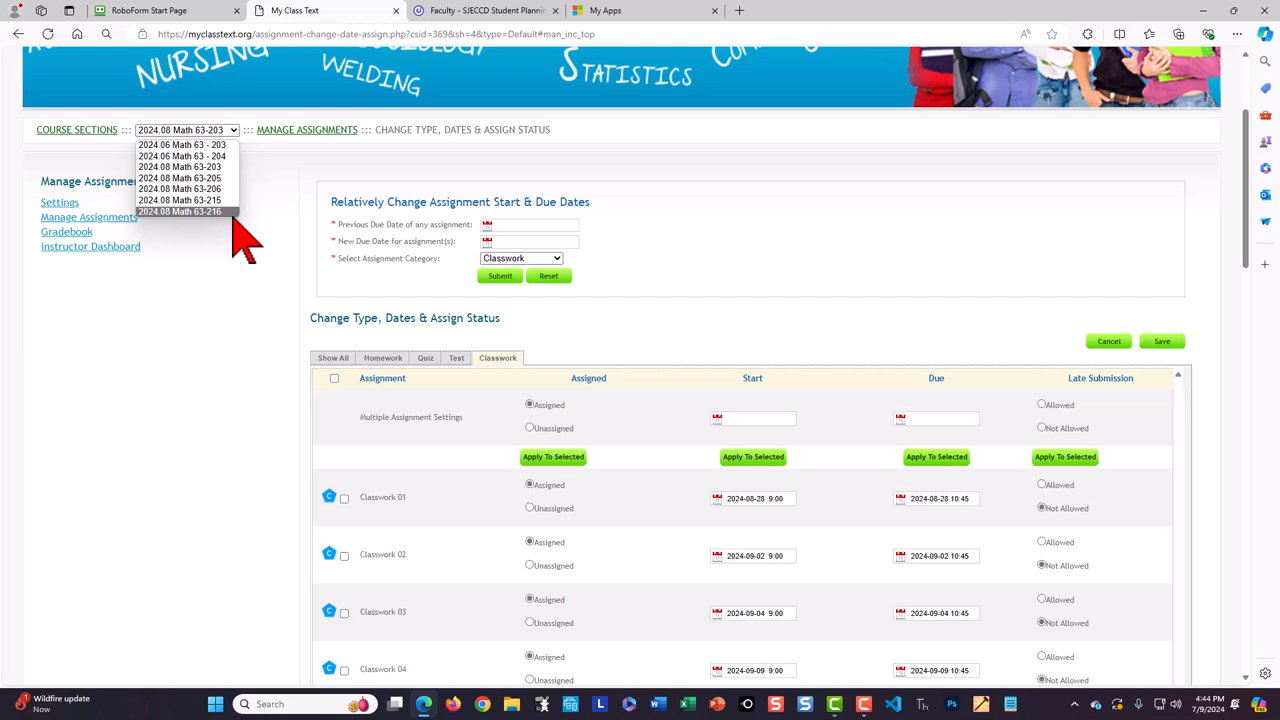 RoboForm Start Page
My Class Text
Faculty - SJECCD Student Plannin
My Apps
https://myclasstext.org/assignment-change-date-assign.php?csid=369&sh=4&type=Default#man_inc_top
NURSING
WELDING
STATISTICS
COURSE SECTIONS ::: 2024.08 Math 63-203 ::: MANAGE ASSIGNMENTS ::: CHANGE TYPE, DATES & ASSIGN STATUS
2024.06 Math 63 - 203
2024.06 Math 63 - 204
2024.08 Math 63-203
2024.08 Math 63-205
2024.08 Math 63-206
2024.08 Math 63-215
2024.08 Math 63-216
Manage Assignmen
Settings
Manage Assignments
Gradebook
Instructor Dashboard
Relatively Change Assignment Start & Due Dates
* Previous Due Date of any assignment:
* New Due Date for assignment(s):
* Select Assignment Category: Classwork
Submit Reset
Change Type, Dates & Assign Status
Cancel Save
Show All Homework Quiz Test Classwork
Assignment Assigned Start Due Late Submission
Assigned Allowed
Multiple Assignment Settings
Unassigned Not Allowed
Apply To Selected Apply To Selected Apply To Selected Apply To Selected
Assigned Allowed
C Classwork 01 2024-08-28 9:00 2024-08-28 10:45
Unassigned Not Allowed
Assigned Allowed
C Classwork 02 2024-09-02 9:00 2024-09-02 10:45
Unassigned Not Allowed
Assigned Allowed
C Classwork 03 2024-09-04 9:00 2024-09-04 10:45
Unassigned Not Allowed
Assigned Allowed
C Classwork 04 2024-09-09 9:00 2024-09-09 10:45
Unassigned Not Allowed
1 Wildfire update
Now
Search
4:44 PM
7/9/2024